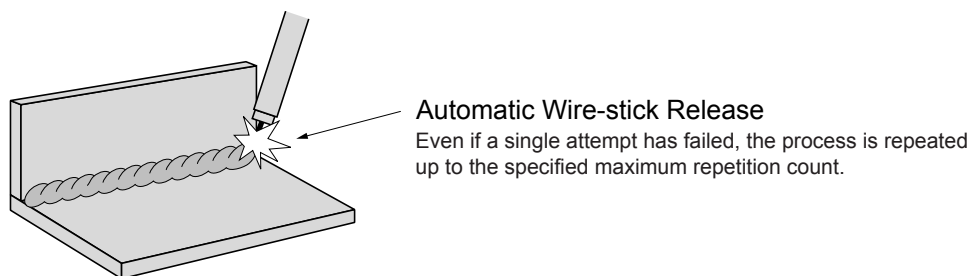 Automatic Wire-stick Release
Even if a single attempt has failed, the process is repeated
up to the specified maximum repetition count.